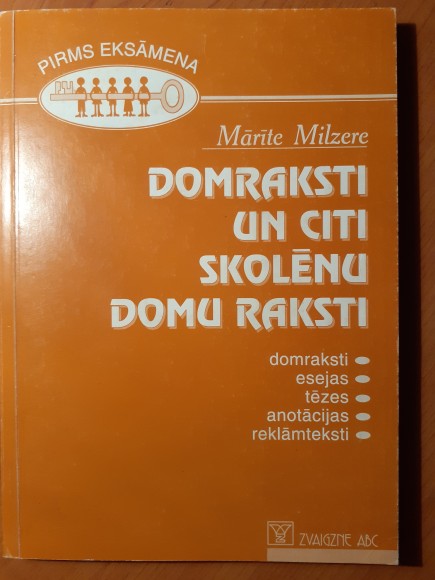 PIRMS EKSĀMENA
Mārīte Milzere
DOMRAKSTI
UN CITI
SKOLĒNU
DOMU RAKSTI
domraksti
esejas
tēzes
anotācijas
reklāmteksti
ZVAIGZNE ABC